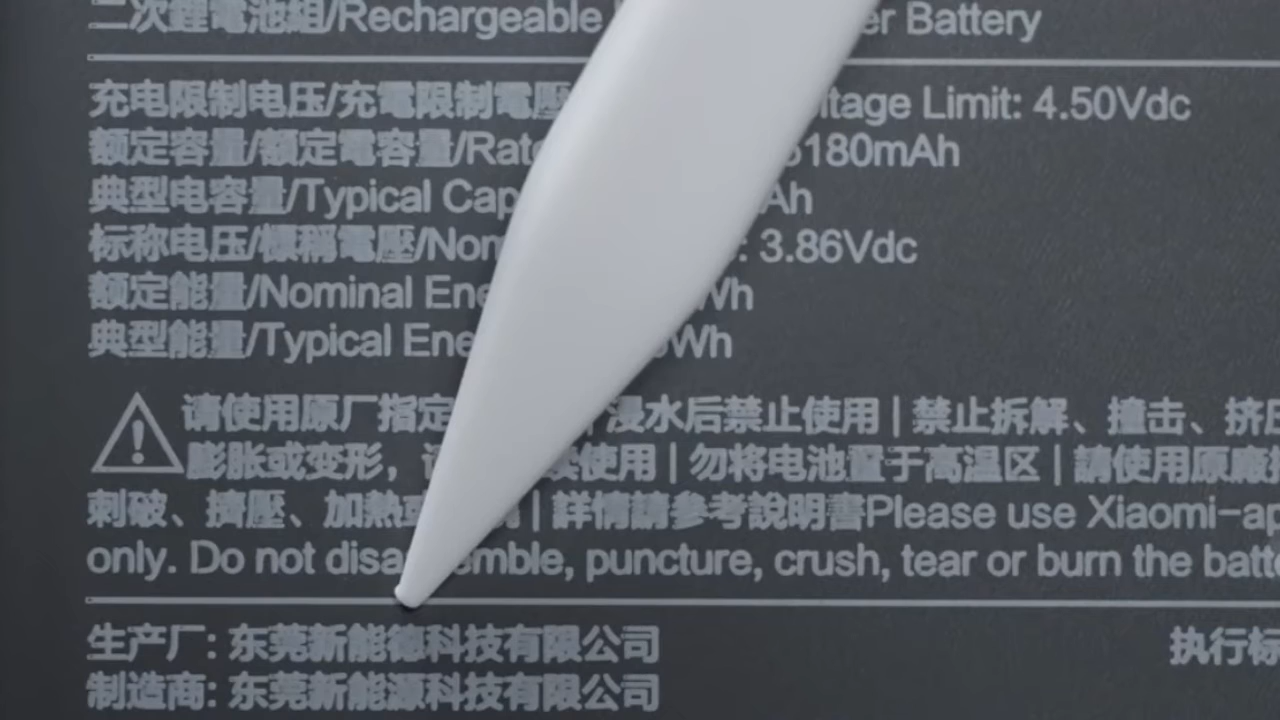 二次鋰電池組/Rechargeable er Battery
充电限制电压/充電限制電壓 ltage Limit: 4.50Vdc
额定容量/額定電容量/Rate 180mAh
典型电容量/Typical Cap Ah
标称电压/標稱電壓/Nom : 3.86Vdc
额定能量/Nominal Ene Wh
典型能量/Typical Ene Wh
请使用原厂指定 浸水后禁止使用 | 禁止拆解、撞击、挤压
膨胀或变形, 使用 | 勿将电池置于高温区 | 請使用原廠
刺破、擠壓、加熱或 | 詳情請參考說明書Please use Xiaomi-ap
only. Do not disa mble, puncture, crush, tear or burn the batte
生产厂: 东莞新能德科技有限公司
执行标
制造商: 东莞新能源科技有限公司